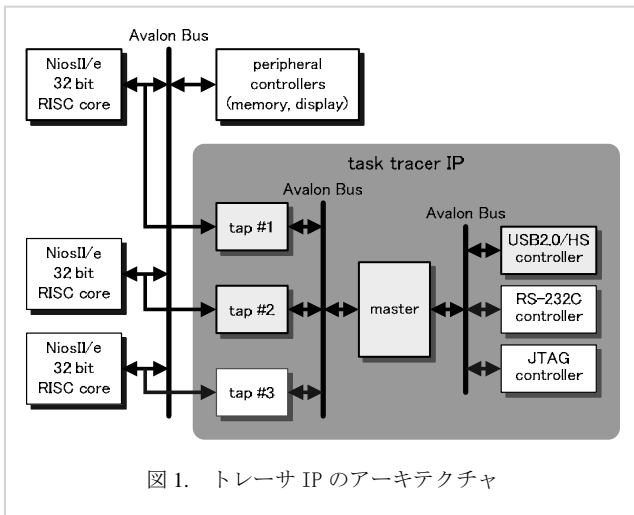 Avalon Bus
NiosII/e
32 bit
RISC core
peripheral
controllers
(memory, display)
task tracer IP
Avalon Bus
Avalon Bus
tap #1
USB2.0/HS
controller
NiosII/e
32 bit
RISC core
tap #2
master
RS-232C
controller
NiosII/e
32 bit
RISC core
tap #3
JTAG
controller
図 1. トレーサ IP のアーキテクチャ